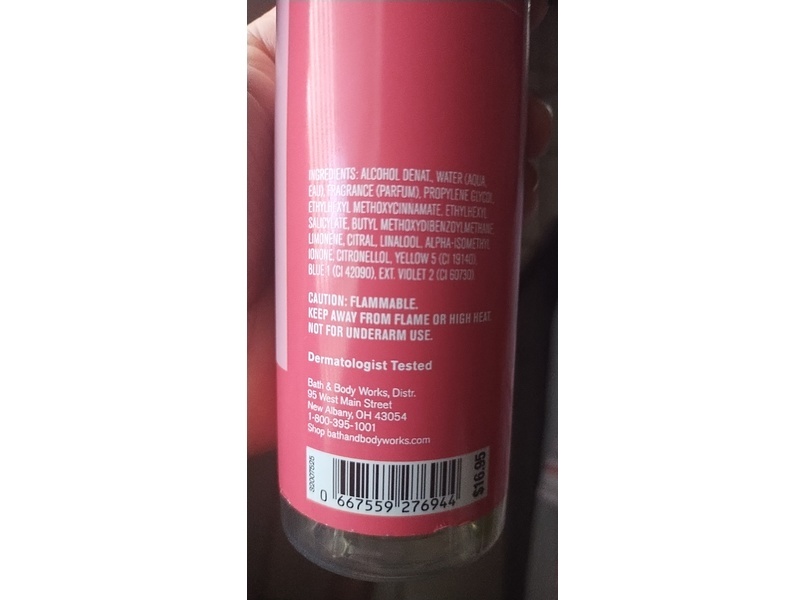 INGREDIENTS: ALCOHOL DENAT., WATER (AQUA,
EAU), FRAGRANCE (PARFUM), PROPYLENE GLYCOL,
ETHYLHEXYL METHOXYCINNAMATE, ETHYLHEXYL
SALICYLATE, BUTYL METHOXYDIBENZOYLMETHANE,
LIMONENE, CITRAL, LINALOOL, ALPHA-ISOMETHYL
IONONE, CITRONELLOL, YELLOW 5 (CI 19140),
BLUE 1 (CI 42090), EXT. VIOLET 2 (CI 60730)
CAUTION: FLAMMABLE.
KEEP AWAY FROM FLAME OR HIGH HEAT.
NOT FOR UNDERARM USE.
Dermatologist Tested
Bath & Body Works, Distr.
95 West Main Street
New Albany, OH 43054
1-800-395-1001
Shop bathandbodyworks.com
$16.95
0 667559 276944